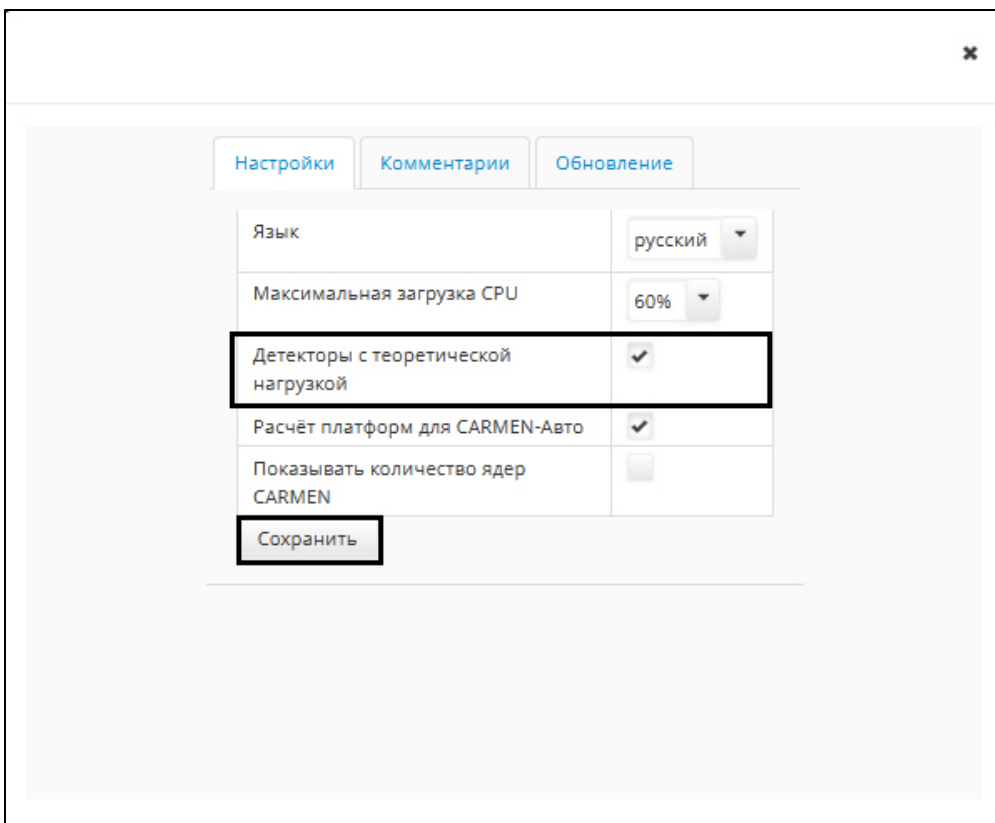 Настройки Комментарии Обновление
Язык русский
Максимальная загрузка CPU 60%
Детекторы с теоретической
нагрузкой
Расчёт платформ для CARMEN-Авто
Показывать количество ядер
CARMEN
Сохранить